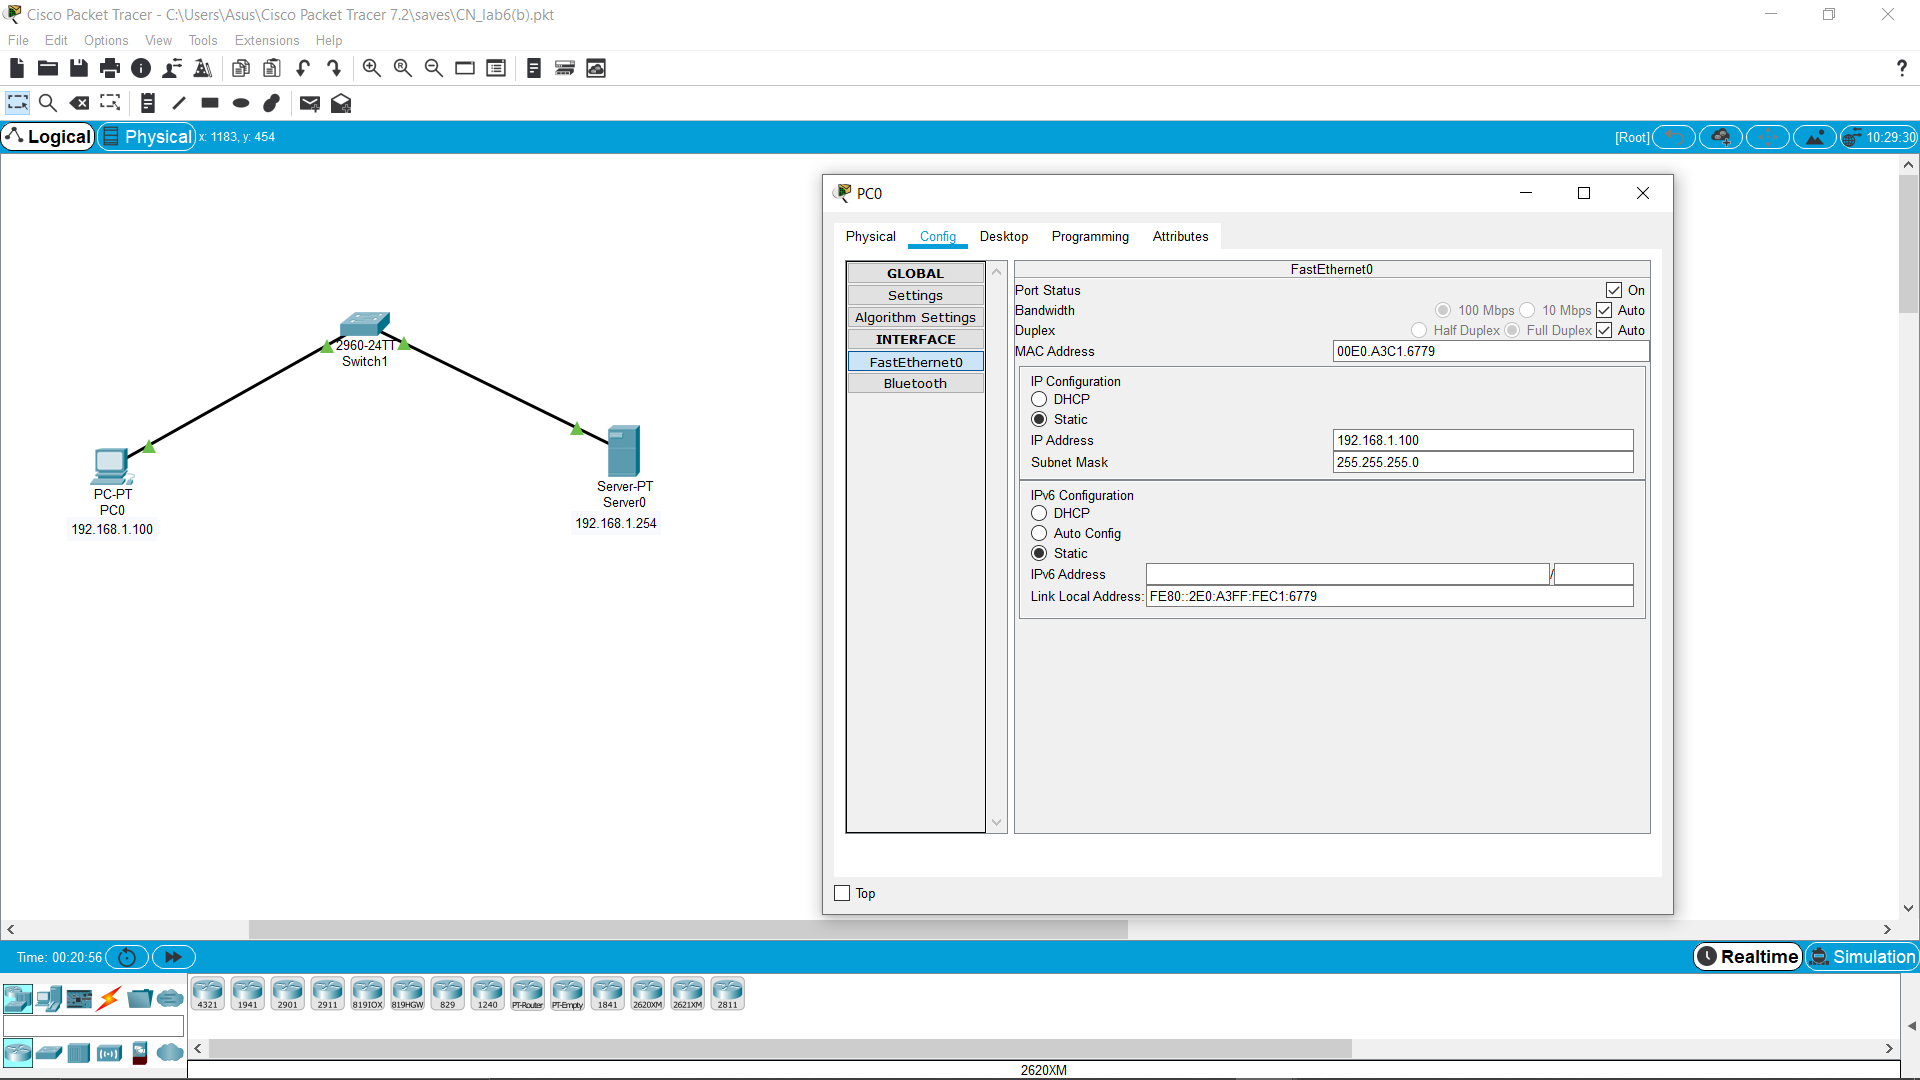 Cisco Packet Tracer - C:\Users\Asus\Cisco Packet Tracer 7.2\saves\CN_lab6(b).pkt
File Edit Options View Tools Extensions Help
?
Logical Physical x: 1183, y: 454 [Root] 10:29:30
PC0
Physical Config Desktop Programming Attributes
GLOBAL
Settings
Algorithm Settings
INTERFACE
FastEthernet0
Bluetooth
FastEthernet0
Port Status On
Bandwidth 100 Mbps 10 Mbps Auto
Duplex Half Duplex Full Duplex Auto
MAC Address 00E0.A3C1.6779
IP Configuration
DHCP
Static
IP Address 192.168.1.100
Subnet Mask 255.255.255.0
IPv6 Configuration
DHCP
Auto Config
Static
IPv6 Address /
Link Local Address: FE80::2E0:A3FF:FEC1:6779
Top
2960-24TT
Switch1
PC-PT
PC0
192.168.1.100
Server-PT
Server0
192.168.1.254
Time: 00:20:56 Realtime Simulation
4321 1941 2901 2911 819IOX 819HGW 829 1240 PT-Router PT-Empty 1841 2620XM 2621XM 2811
2620XM